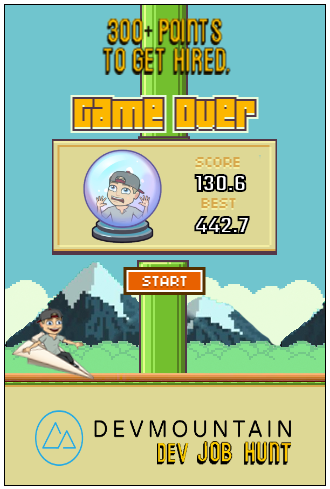 300+ POINTS
TO GET HIRED.
Game Over
SCORE
130.6
BEST
442.7
START
DEVMOUNTAIN
DEV JOB HUNT